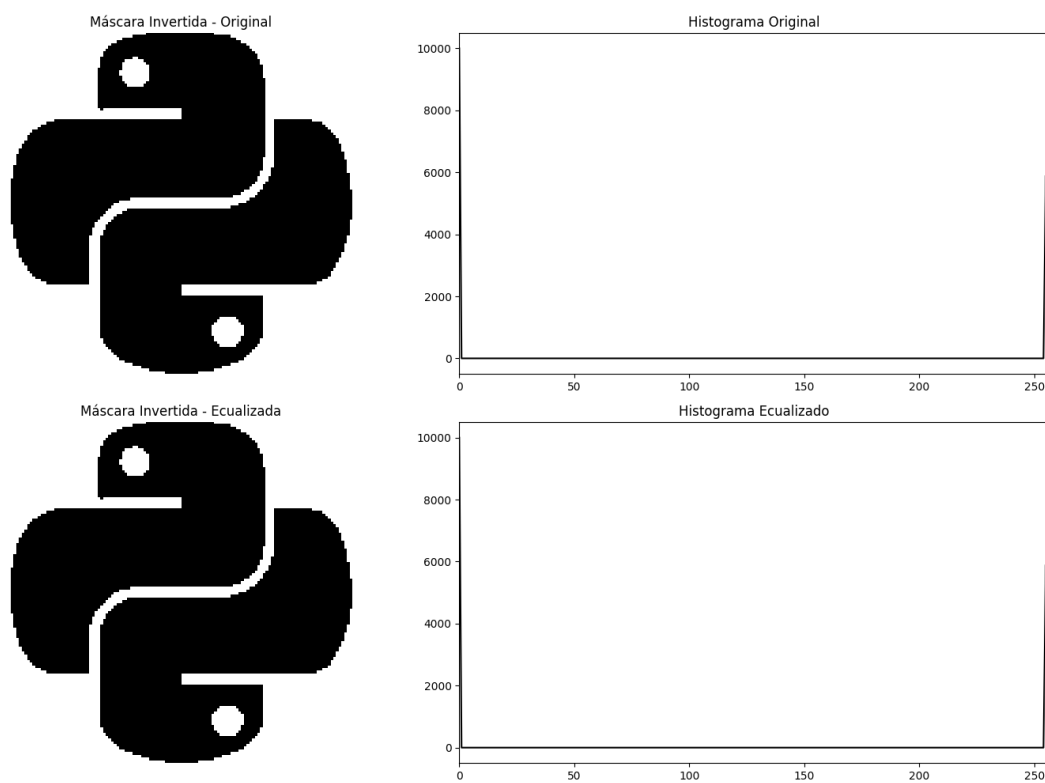 Máscara Invertida - Original
Histograma Original
10000
8000
6000
4000
2000
0
0 50 100 150 200 250
Máscara Invertida - Ecualizada
Histograma Ecualizado
10000
8000
6000
4000
2000
0
0 50 100 150 200 250